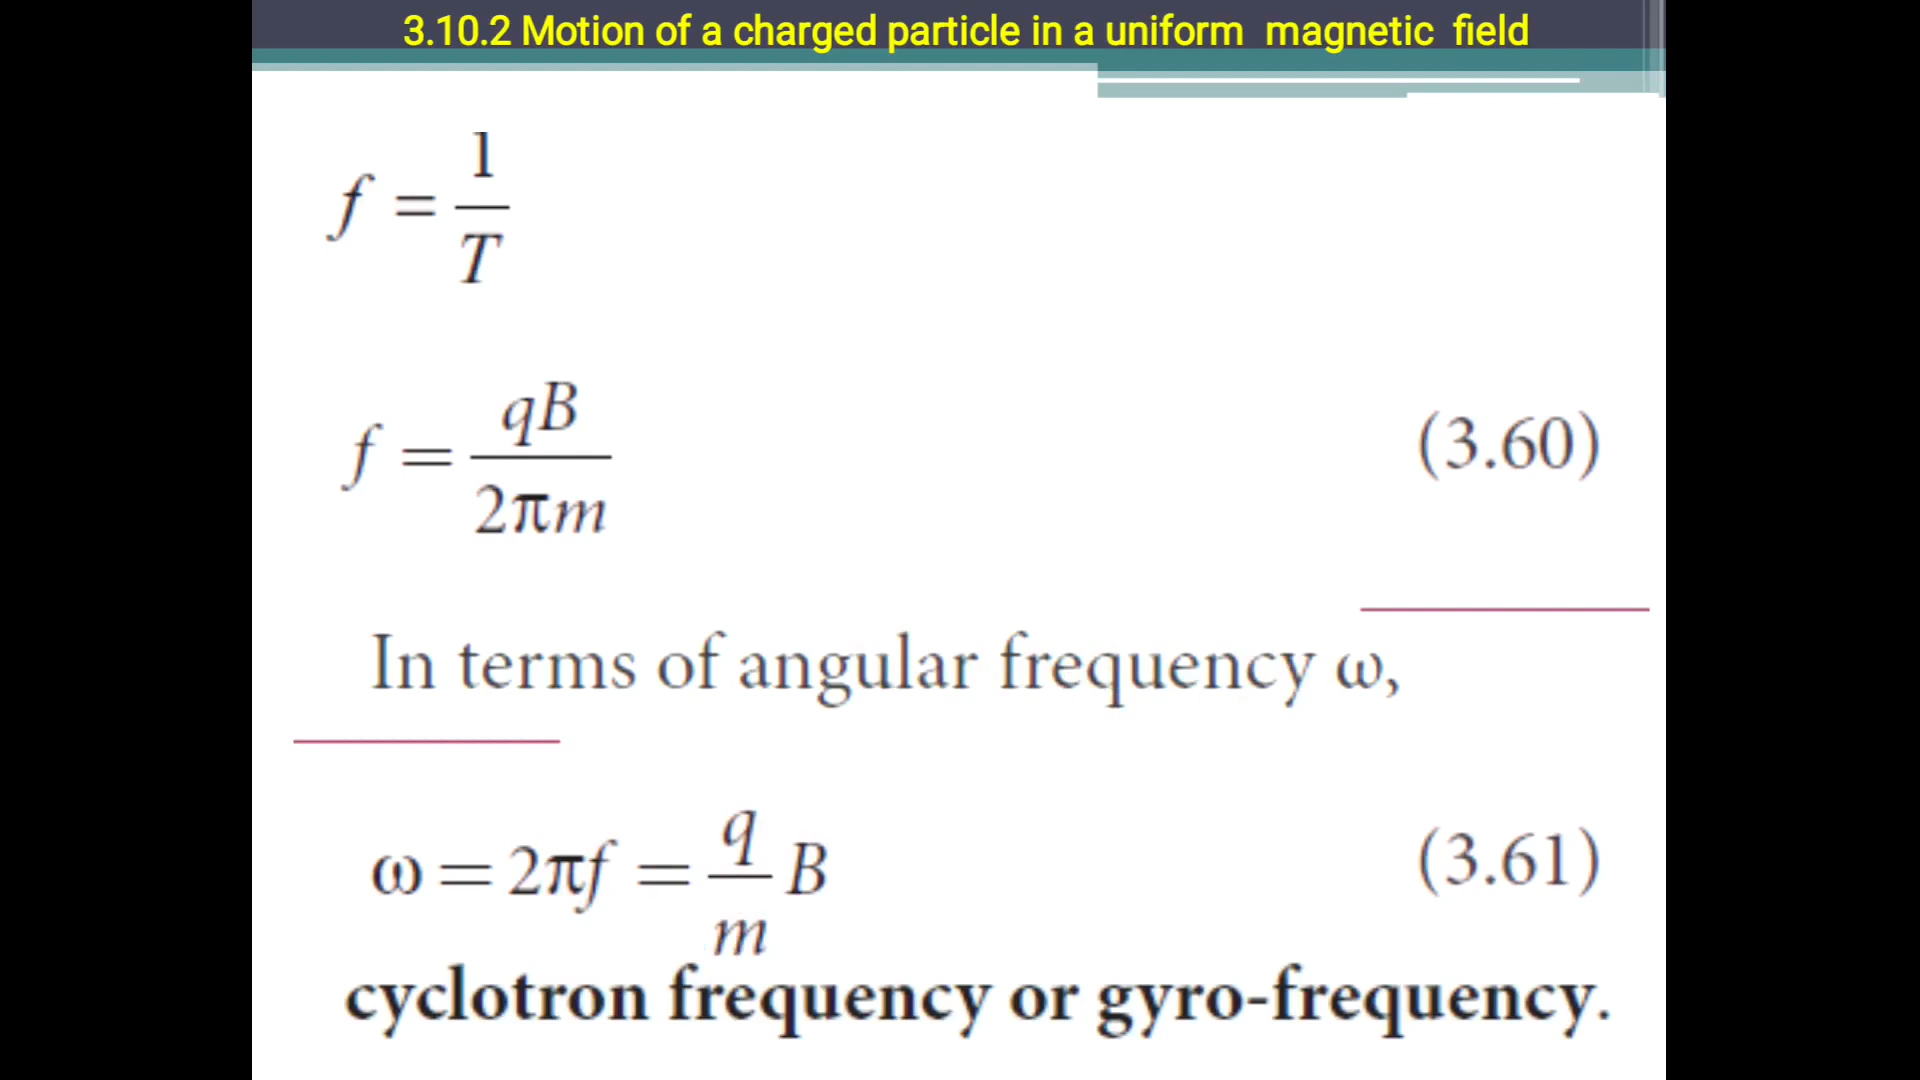 3.10.2 Motion of a charged particle in a uniform magnetic field
f = 1/T
f = qB/2πm (3.60)
In terms of angular frequency ω,
ω = 2πf = q/m B (3.61)
cyclotron frequency or gyro-frequency.